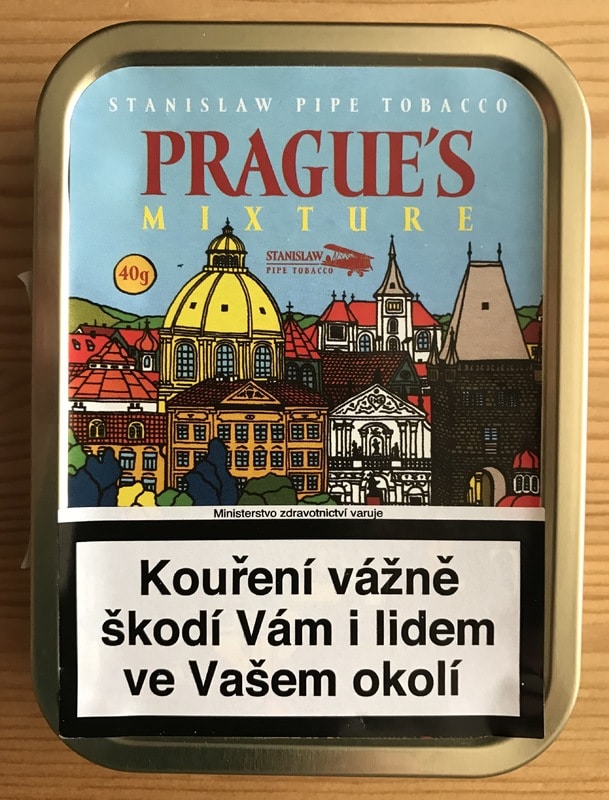 STANISLAW PIPE TOBACCO
PRAGUE'S
MIXTURE
STANISLAW
PIPE TOBACCO
40g
Ministerstvo zdravotnictví varuje
Kouření vážně
škodí Vám i lidem
ve Vašem okolí